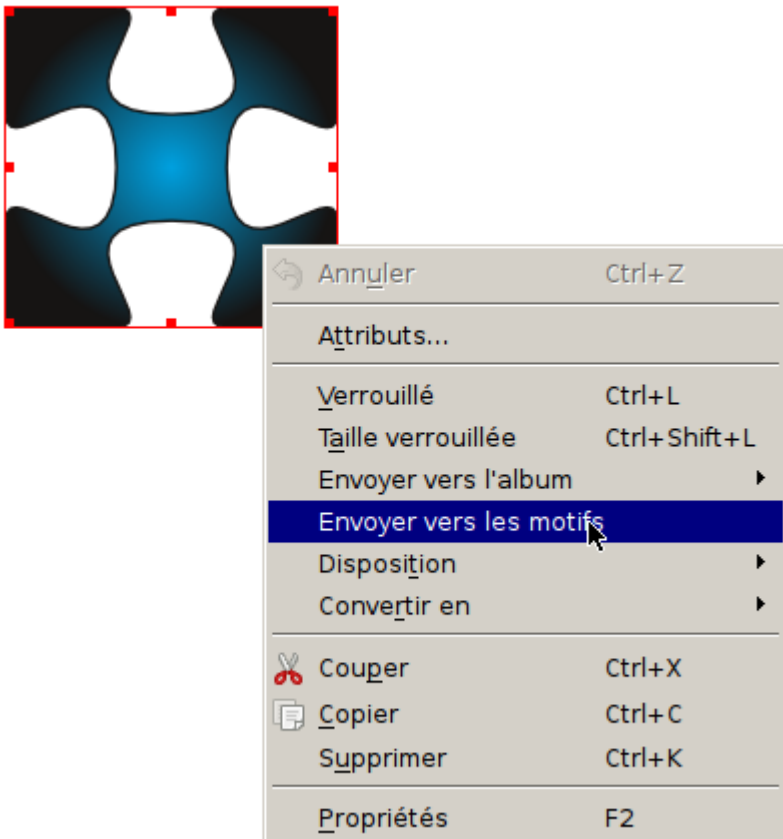 Annuler Ctrl+Z
Attributs...
Verrouillé Ctrl+L
Taille verrouillée Ctrl+Shift+L
Envoyer vers l'album
Envoyer vers les motifs
Disposition
Convertir en
Couper Ctrl+X
Copier Ctrl+C
Supprimer Ctrl+K
Propriétés F2